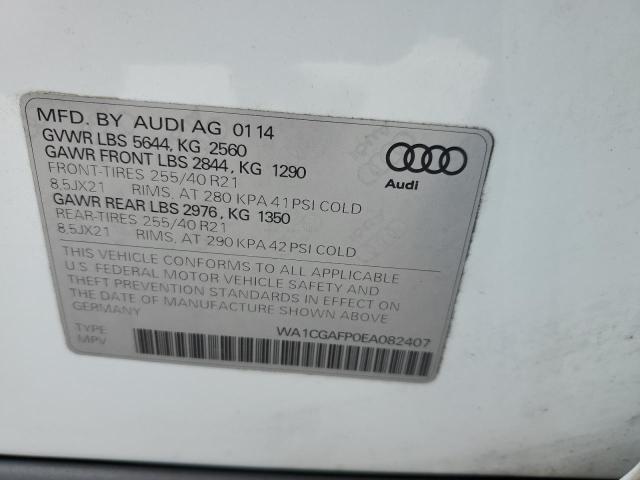 MFD. BY AUDI AG 01 14
GVWR LBS 5644, KG 2560
GAWR FRONT LBS 2844, KG 1290
FRONT-TIRES 255/40 R21
8,5JX21 RIMS, AT 280 KPA 41 PSI COLD
GAWR REAR LBS 2976, KG 1350
REAR-TIRES 255/40 R21
8,5JX21 RIMS, AT 290 KPA 42 PSI COLD
Audi
THIS VEHICLE CONFORMS TO ALL APPLICABLE
U.S. FEDERAL MOTOR VEHICLE SAFETY AND
THEFT PREVENTION STANDARDS IN EFFECT ON
THE DATE OF MANUFACTURE SHOWN ABOVE
GERMANY
TYPE
MPV
WA1CGAFP0EA082407